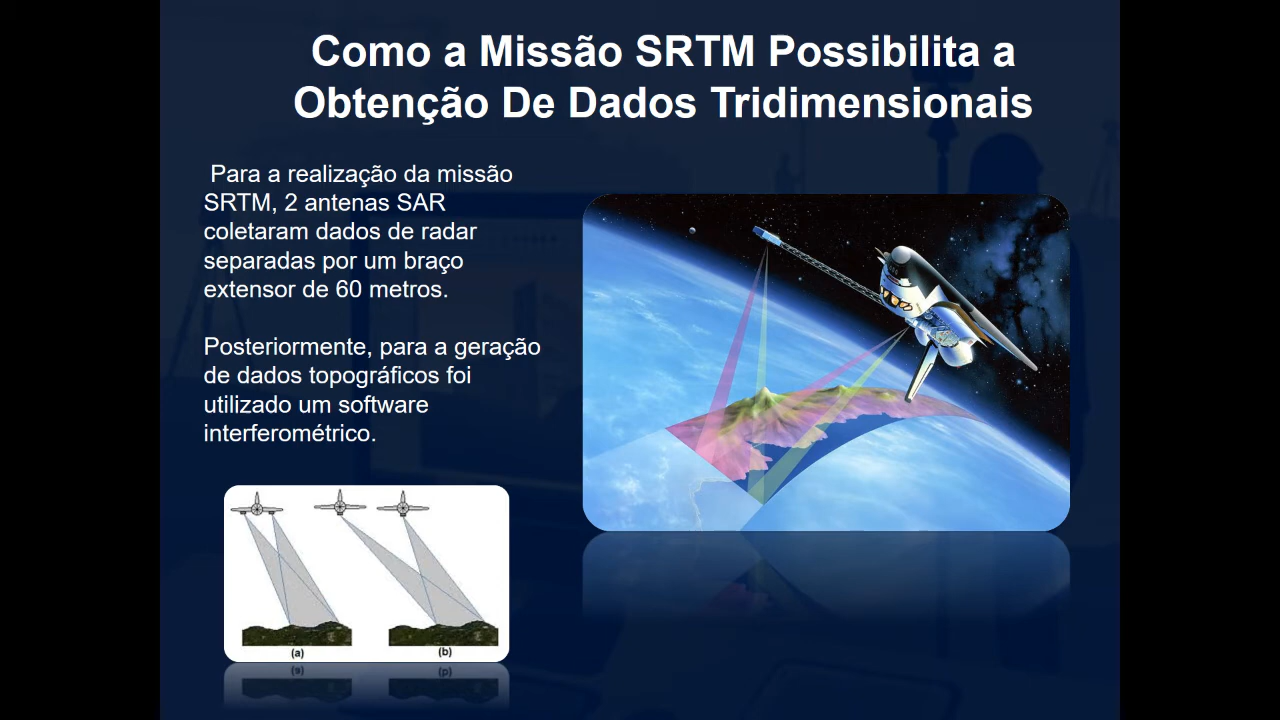 Como a Missão SRTM Possibilita a
Obtenção De Dados Tridimensionais
Para a realização da missão
SRTM, 2 antenas SAR
coletaram dados de radar
separadas por um braço
extensor de 60 metros.
Posteriormente, para a geração
de dados topográficos foi
utilizado um software
interferométrico.
(a)
(b)